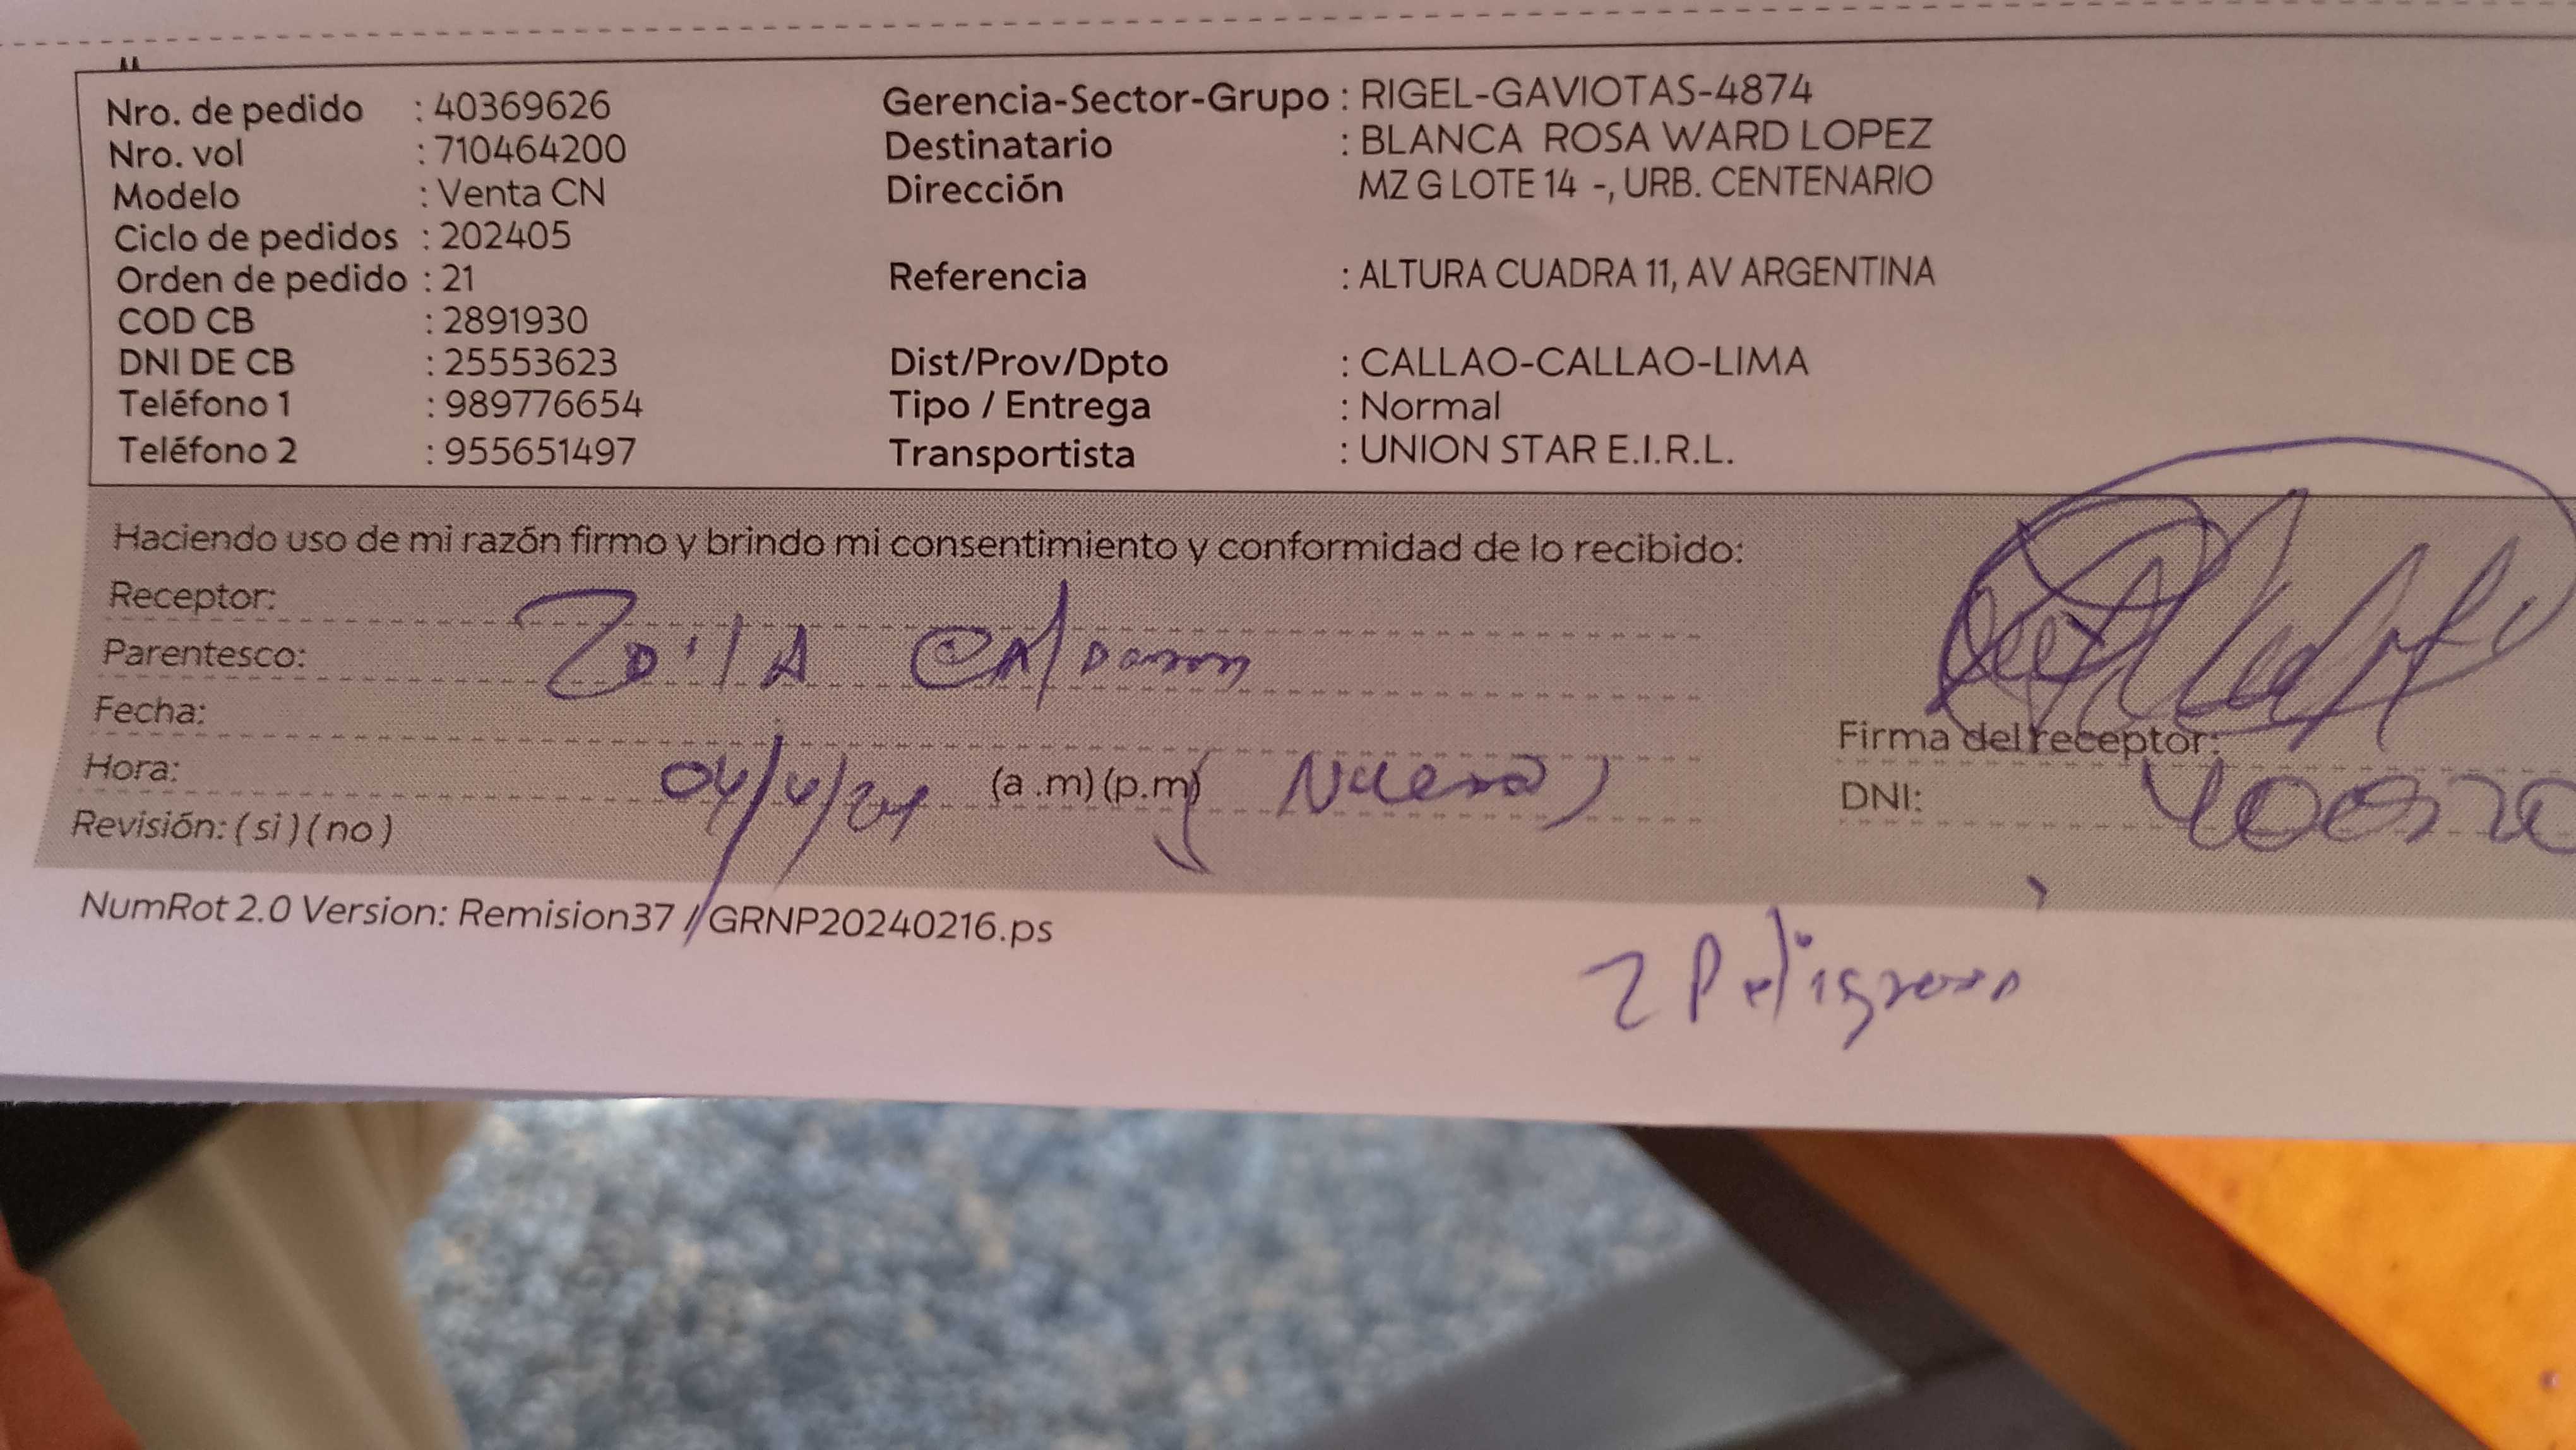 Nro. de pedido : 40369626
Nro. vol : 710464200
Modelo : Venta CN
Ciclo de pedidos : 202405
Orden de pedido : 21
COD CB : 2891930
DNI DE CB : 25553623
Teléfono 1 : 989776654
Teléfono 2 : 955651497
Gerencia-Sector-Grupo : RIGEL-GAVIOTAS-4874
Destinatario : BLANCA ROSA WARD LOPEZ
Dirección MZ G LOTE 14 -, URB. CENTENARIO
Referencia : ALTURA CUADRA 11, AV ARGENTINA
Dist/Prov/Dpto : CALLAO-CALLAO-LIMA
Tipo / Entrega : Normal
Transportista : UNION STAR E.I.R.L.
Haciendo uso de mi razón firmo y brindo mi consentimiento y conformidad de lo recibido:
Receptor:
Parentesco: Zoila
Fecha:
Hora: 04/4/24 (a .m) (p.m)
Revisión: ( si ) ( no )
Firma del receptor:
DNI:
NumRot 2.0 Version: Remision37 / GRNP20240216.ps
2 Peligroso